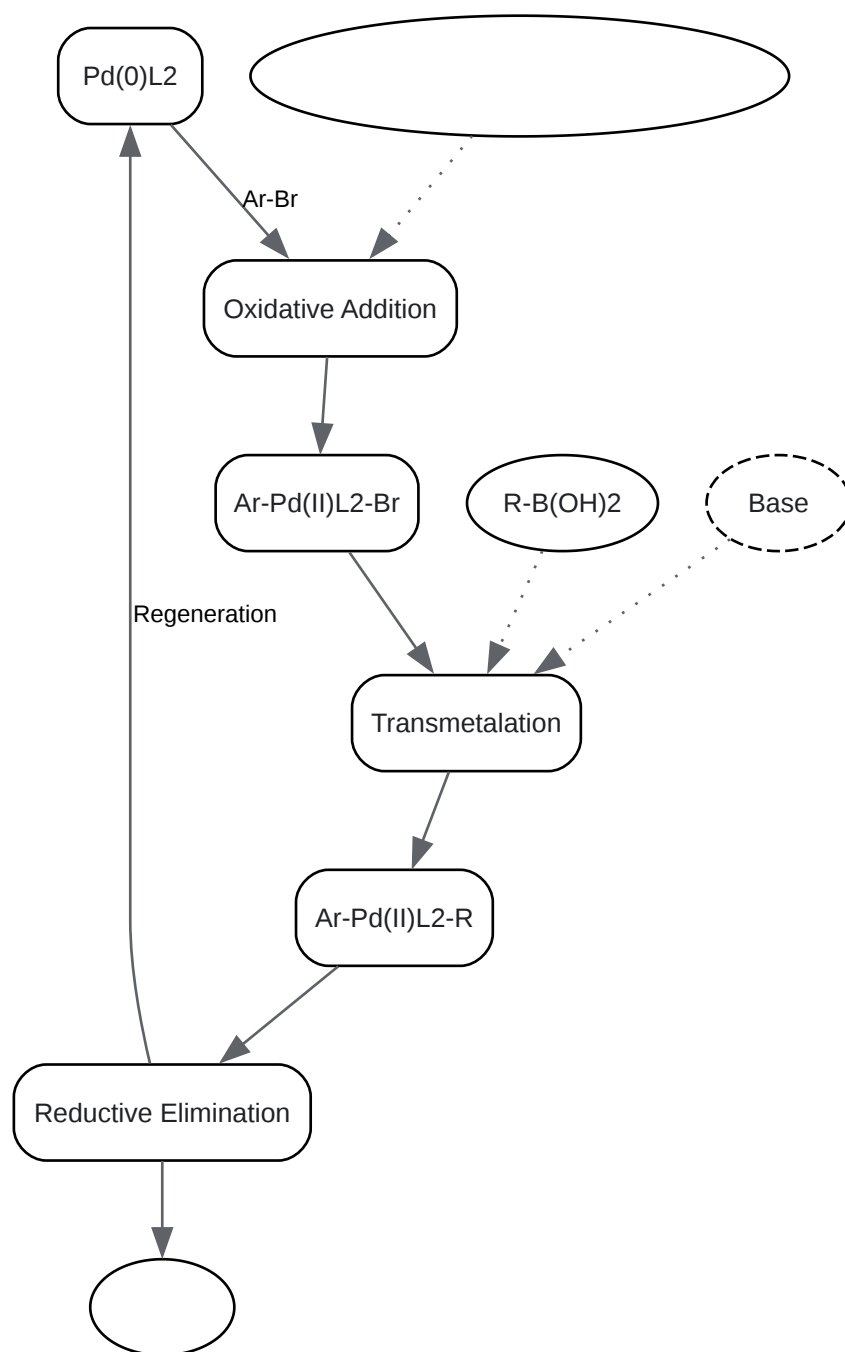 Pd(0)L2
Ar-Br
Oxidative Addition
Ar-Pd(II)L2-Br
R-B(OH)2
Base
Regeneration
Transmetalation
Ar-Pd(II)L2-R
Reductive Elimination